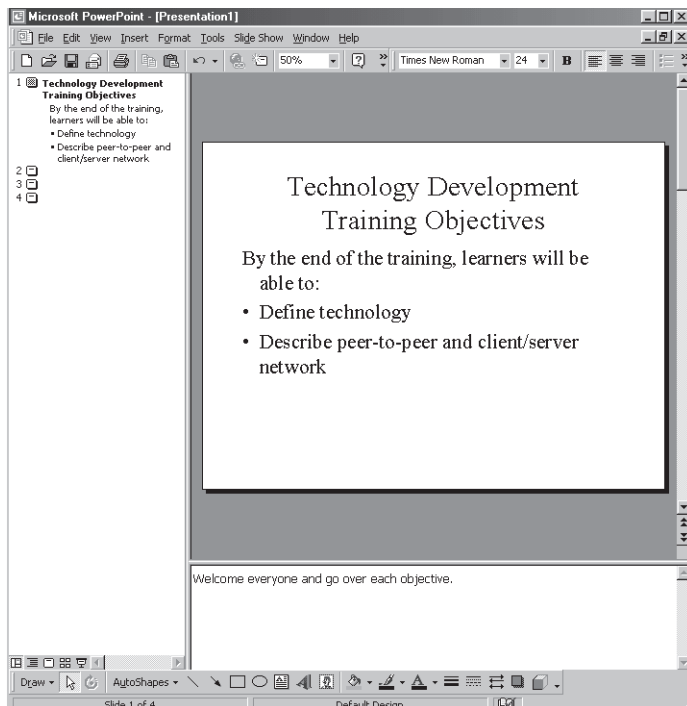 Microsoft PowerPoint - [Presentation1]
File Edit View Insert Format Tools Slide Show Window Help
50% Times New Roman 24 B
1 Technology Development
Training Objectives
By the end of the training,
learners will be able to:
• Define technology
• Describe peer-to-peer and
client/server network
2
3
4
Technology Development
Training Objectives
By the end of the training, learners will be
able to:
• Define technology
• Describe peer-to-peer and client/server
network
Welcome everyone and go over each objective.
Draw AutoShapes A
Slide 1 of 4 Default Design